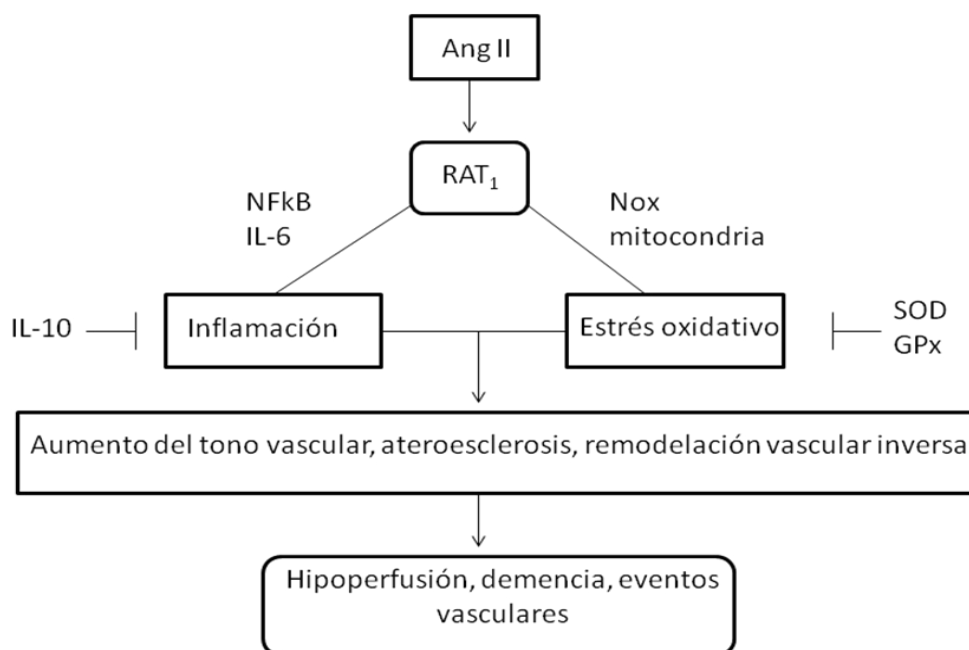 Ang II
RAT₁
NFkB
IL-6
Nox
mitocondria
IL-10
Inflamación
Estrés oxidativo
SOD
GPx
Aumento del tono vascular, ateroesclerosis, remodelación vascular inversa
Hipoperfusión, demencia, eventos
vasculares